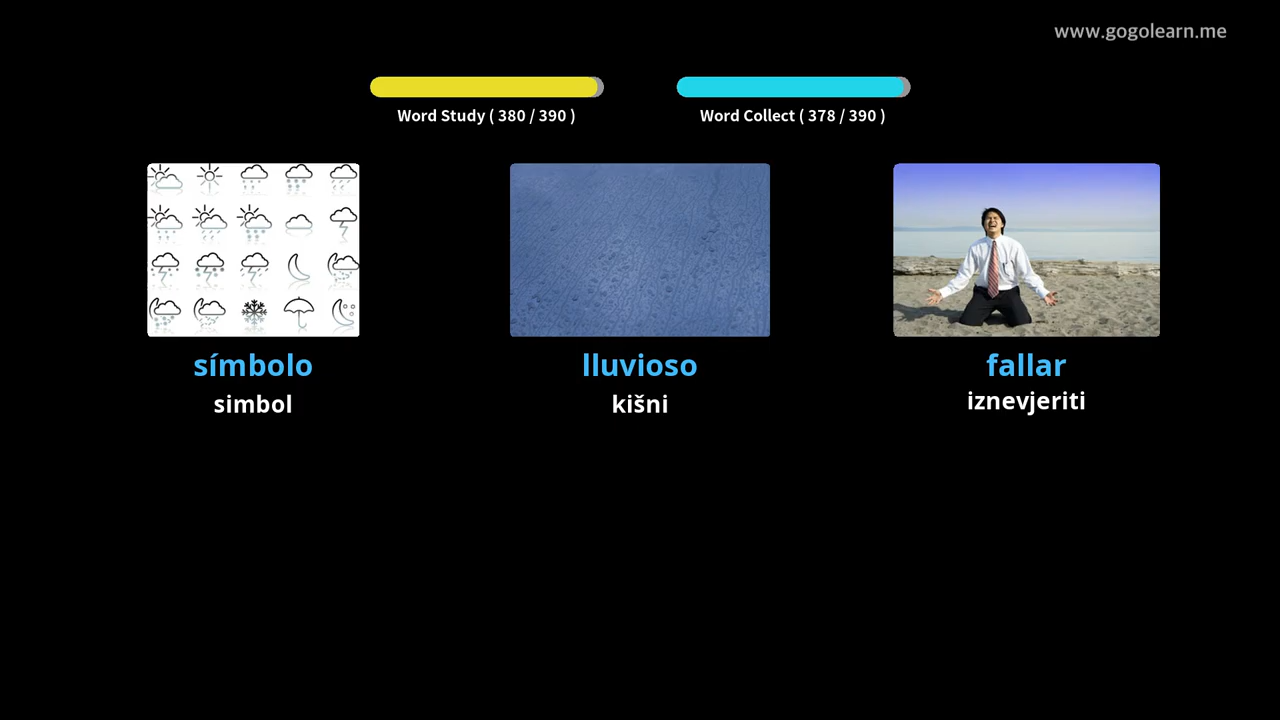 www.gogolearn.me
Word Study ( 380 / 390 )
Word Collect ( 378 / 390 )
símbolo
simbol
lluvioso
kišni
fallar
iznevjeriti